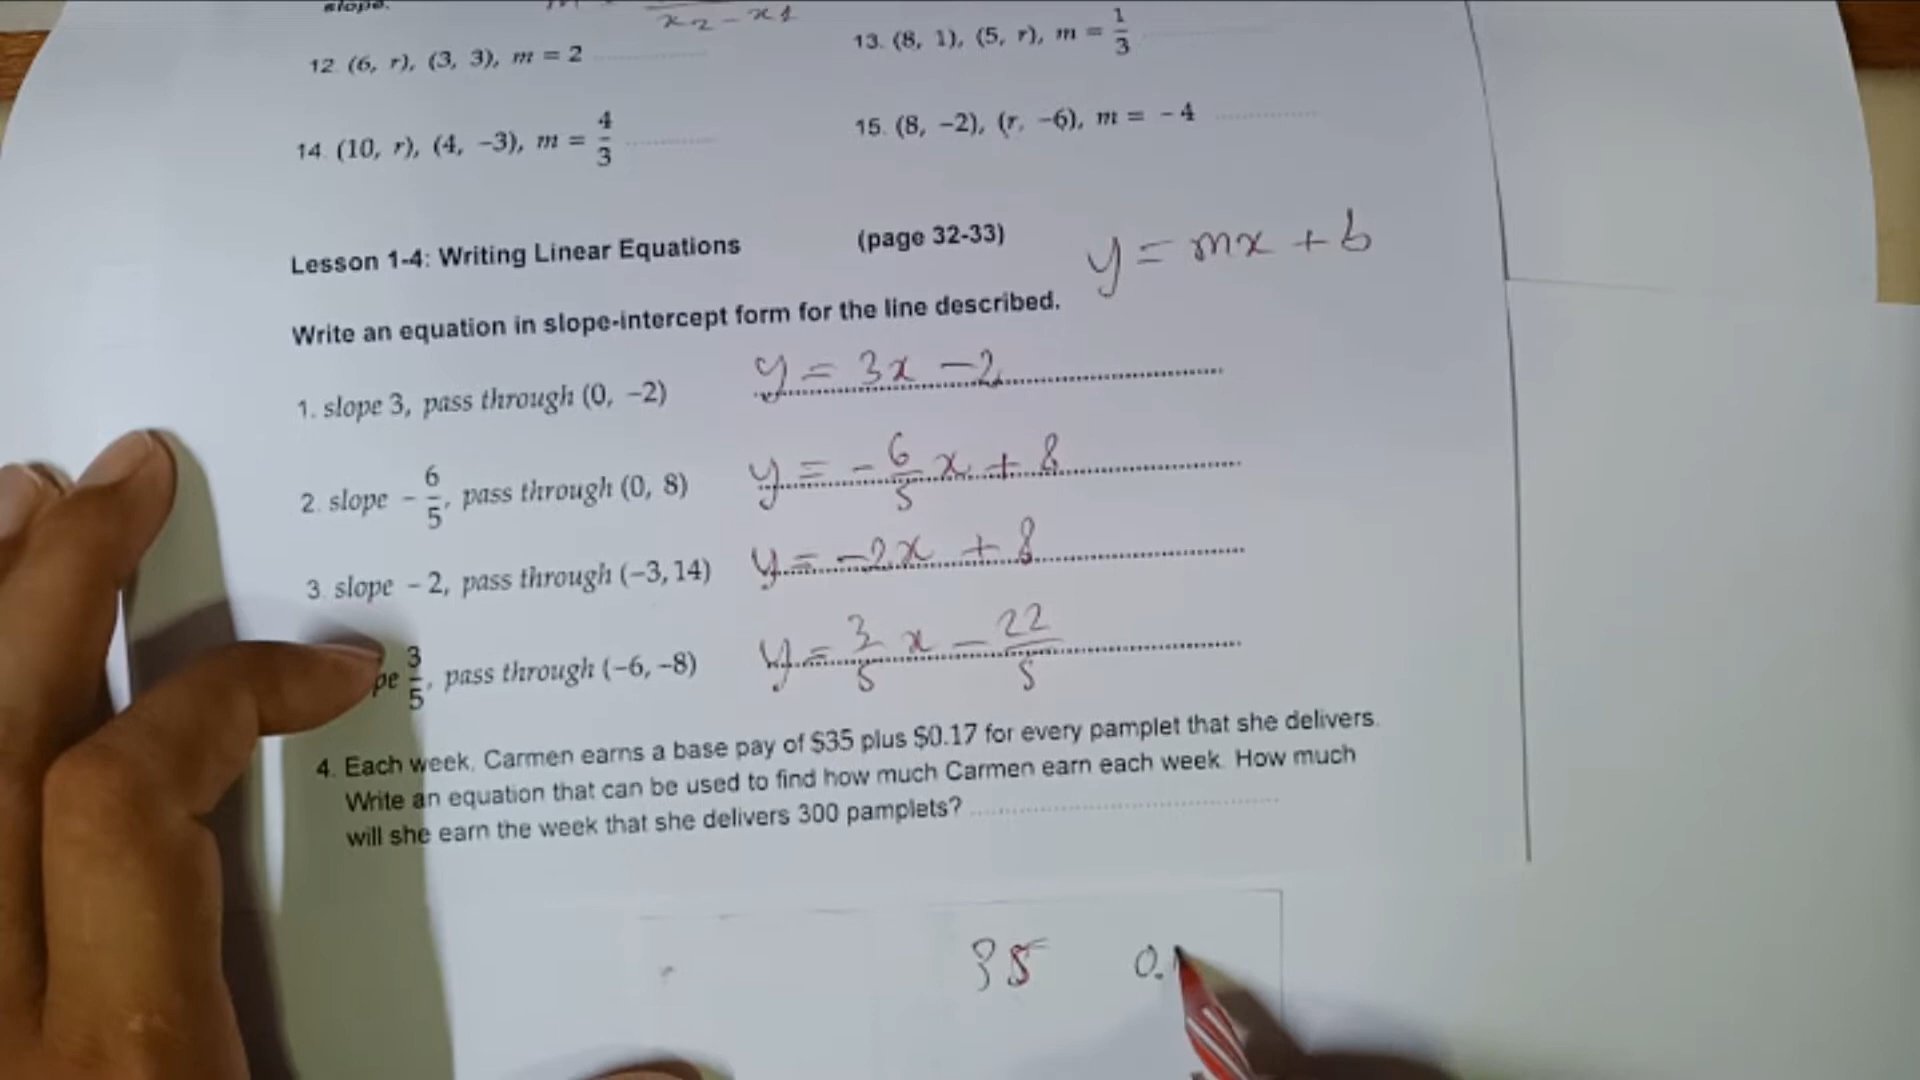 slope.
x₂ - x₁
12. (6, r), (3, 3), m = 2
13. (8, 1), (5, r), m = 1/3
14. (10, r), (4, −3), m = 4/3
15. (8, −2), (r, −6), m = −4
Lesson 1-4: Writing Linear Equations (page 32-33)
y = mx + b
Write an equation in slope-intercept form for the line described.
1. slope 3, pass through (0, −2) y = 3x − 2
2. slope − 6/5, pass through (0, 8) y = − 6/5 x + 8
3. slope − 2, pass through (−3, 14) y = −2x + 8
pe 3/5, pass through (−6, −8) y = 3/5 x − 22/5
4. Each week, Carmen earns a base pay of $35 plus $0.17 for every pamplet that she delivers.
Write an equation that can be used to find how much Carmen earn each week. How much
will she earn the week that she delivers 300 pamplets?
35 0.